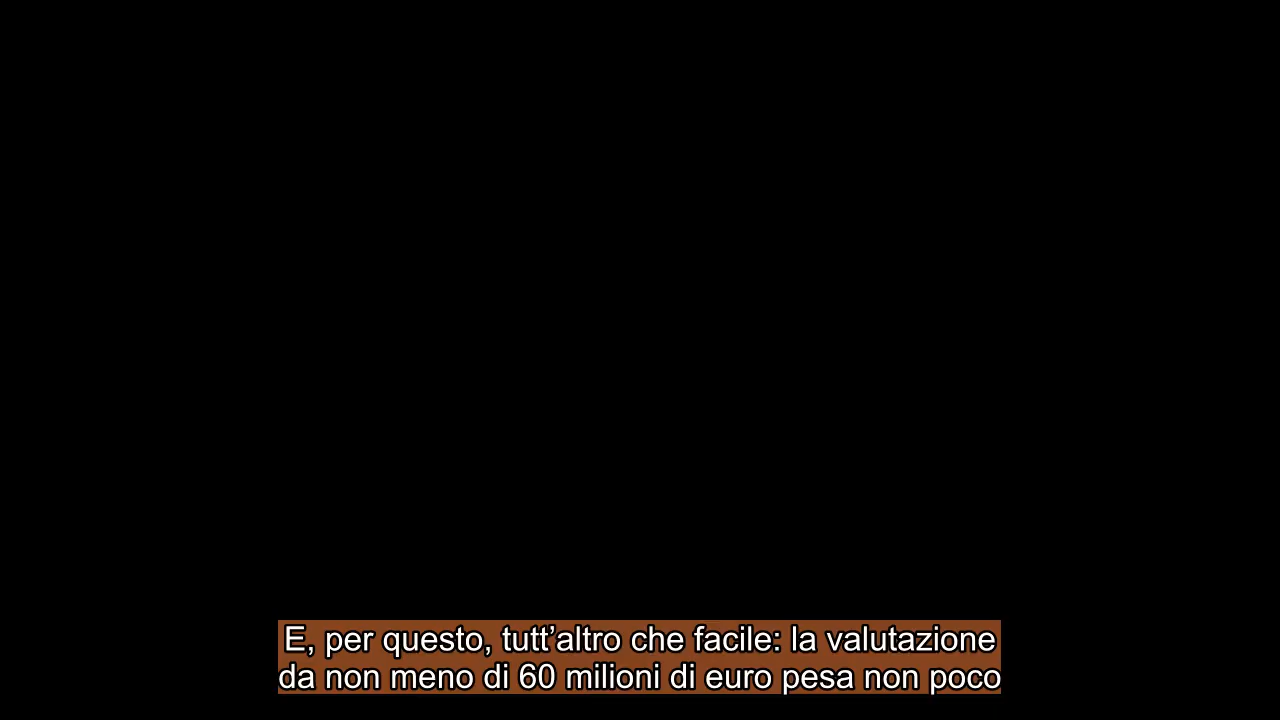 E, per questo, tutt’altro che facile: la valutazione
da non meno di 60 milioni di euro pesa non poco